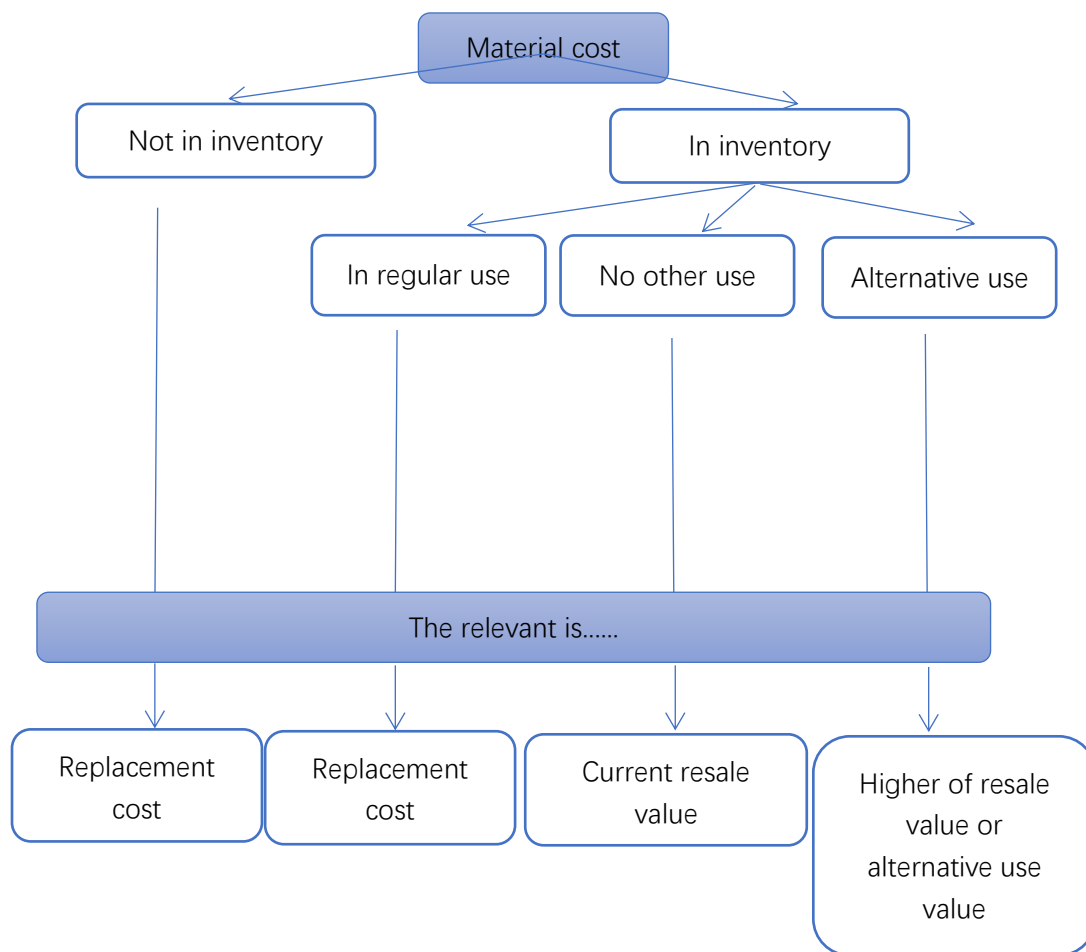 Material cost
Not in inventory
In inventory
In regular use
No other use
Alternative use
The relevant is......
Replacement
cost
Replacement
cost
Current resale
value
Higher of resale
value or
alternative use
value